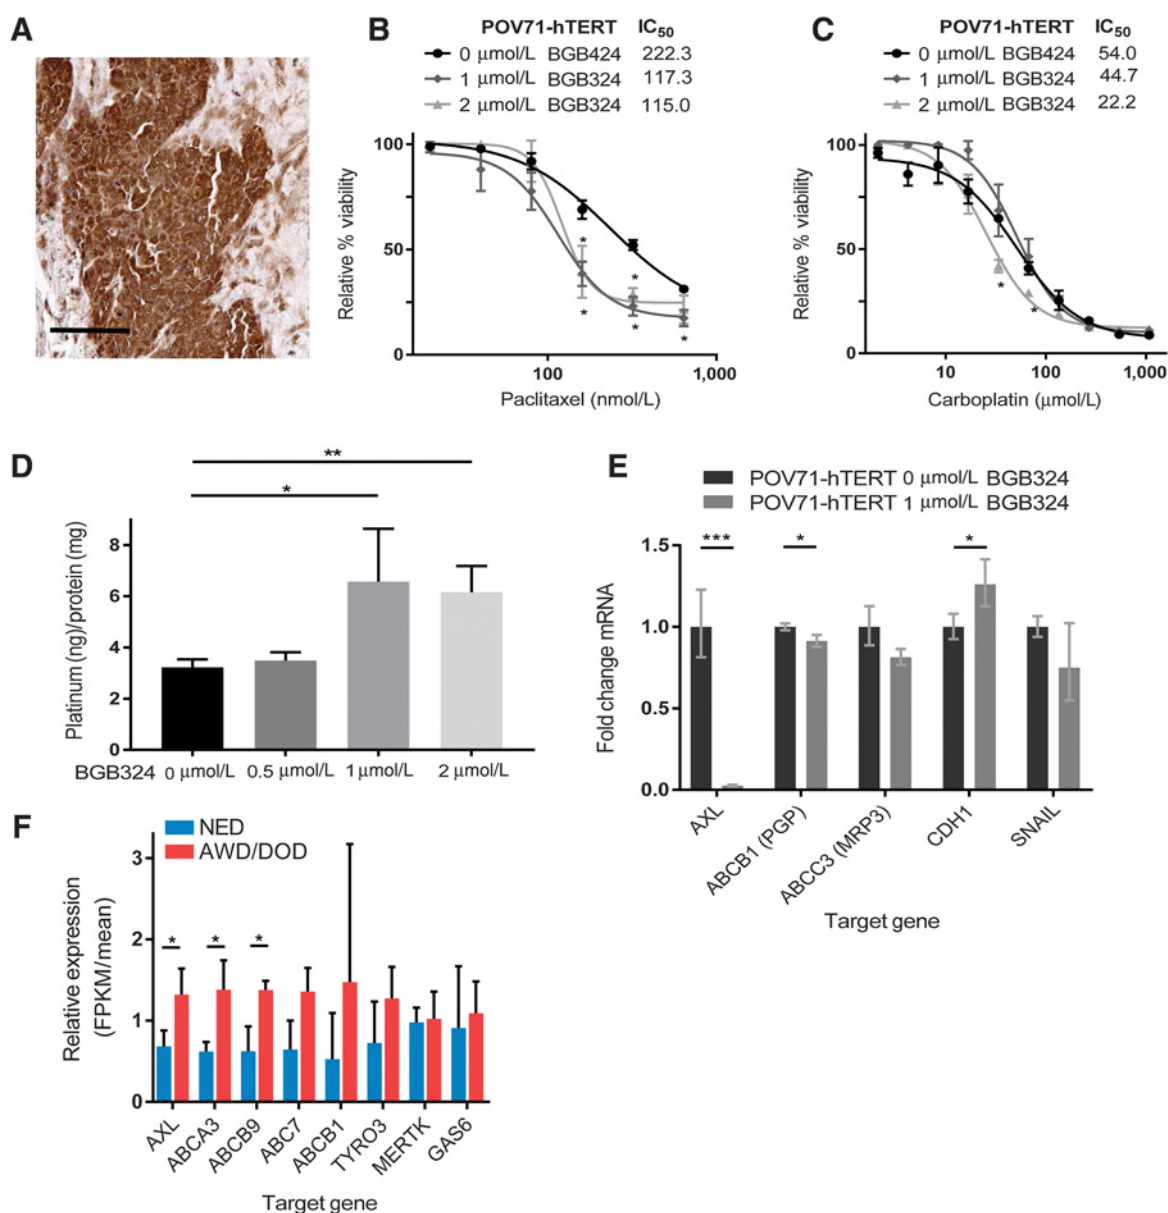 A
B
POV71-hTERT IC50
0 μmol/L BGB424 222.3
1 μmol/L BGB324 117.3
2 μmol/L BGB324 115.0
100
50
0
Relative % viability
*
*
*
*
*
100 1,000
Paclitaxel (nmol/L)
C
POV71-hTERT IC50
0 μmol/L BGB424 54.0
1 μmol/L BGB324 44.7
2 μmol/L BGB324 22.2
100
50
0
Relative % viability
*
*
10 100 1,000
Carboplatin (μmol/L)
D
**
*
8
6
4
2
0
Platinum (ng)/protein (mg)
BGB324 0 μmol/L 0.5 μmol/L 1 μmol/L 2 μmol/L
E
POV71-hTERT 0 μmol/L BGB324
POV71-hTERT 1 μmol/L BGB324
1.5
1.0
0.5
0.0
Fold change mRNA
*** * *
AXL
ABCB1 (PGP)
ABCC3 (MRP3)
CDH1
SNAIL
Target gene
F
NED
AWD/DOD
3
2
1
0
Relative expression
(FPKM/mean)
* * *
AXL
ABCA3
ABCB9
ABC7
ABCB1
TYRO3
MERTK
GAS6
Target gene